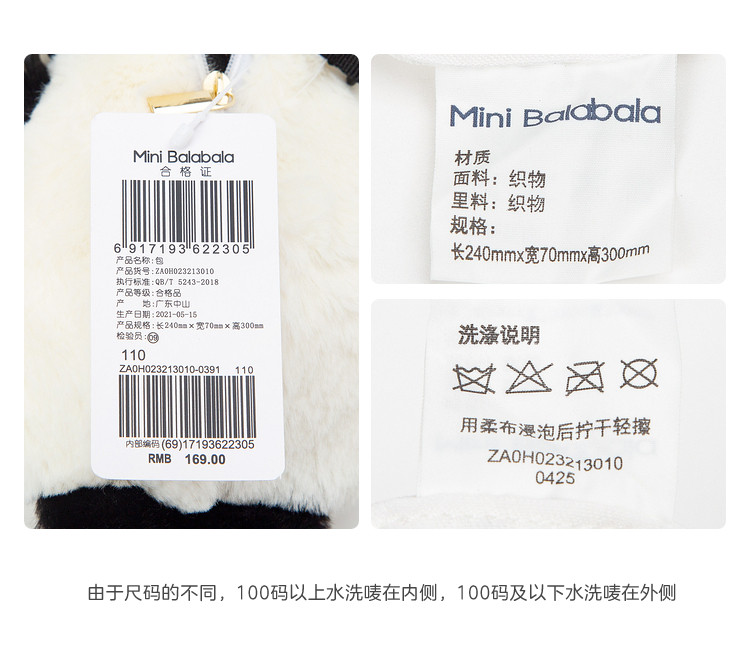 Mini Balabala
合格证
6 917193 622305
产品名称:包
产品货号:ZA0H023213010
执行标准:QB/T 5243-2018
产品等级:合格品
产 地:广东中山
生产日期:2021-05-15
产品规格:长240mm×宽70mm×高300mm
检验员:09
110
ZA0H023213010-0391 110
内部编码 (69)17193622305
RMB 169.00
Mini Balabala
材质
面料：织物
里料：织物
规格：
长240mmx宽70mmx高300mm
洗涤说明
用柔布浸泡后拧干轻擦
ZA0H023213010
0425
由于尺码的不同，100码以上水洗唛在内侧，100码及以下水洗唛在外侧